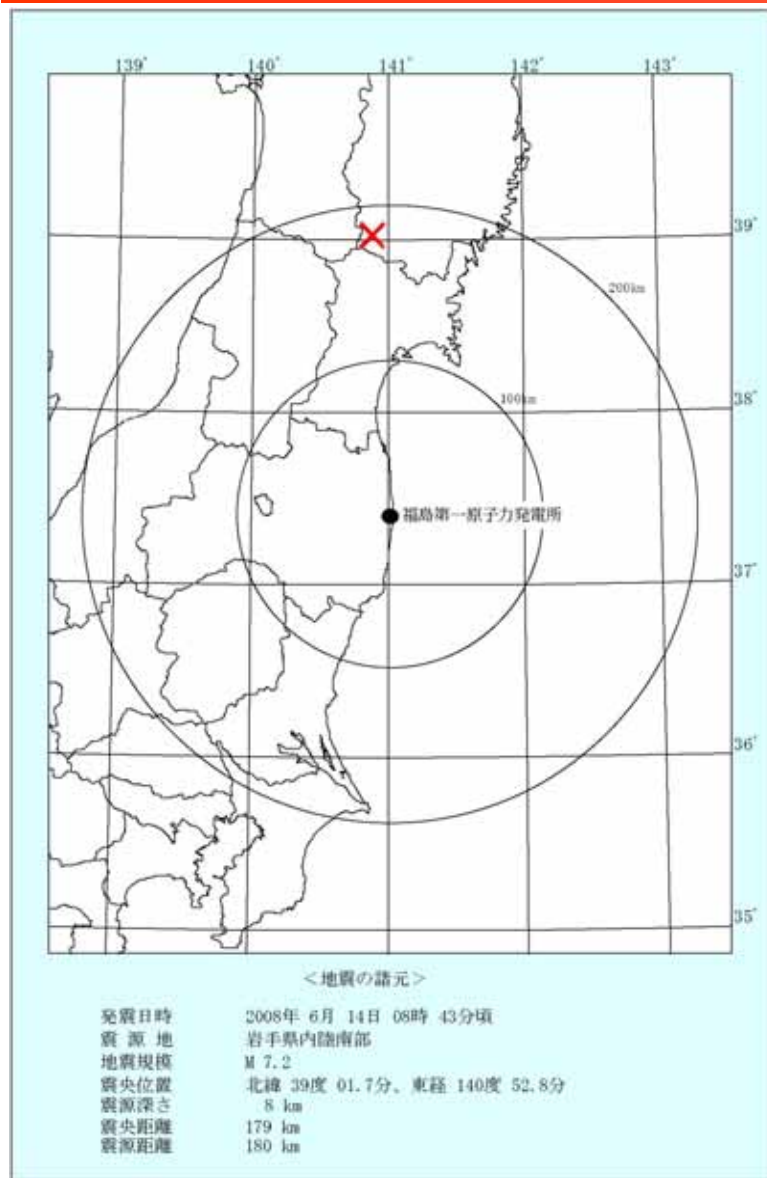 139° 140° 141° 142° 143°
39°
200km
38°
100km
福島第一原子力発電所
37°
36°
35°
＜地震の諸元＞
発震日時 2008年 6月 14日 08時 43分頃
震源地 岩手県内陸南部
地震規模 M 7.2
震央位置 北緯 39度 01.7分、東経 140度 52.8分
震源深さ 8 km
震央距離 179 km
震源距離 180 km